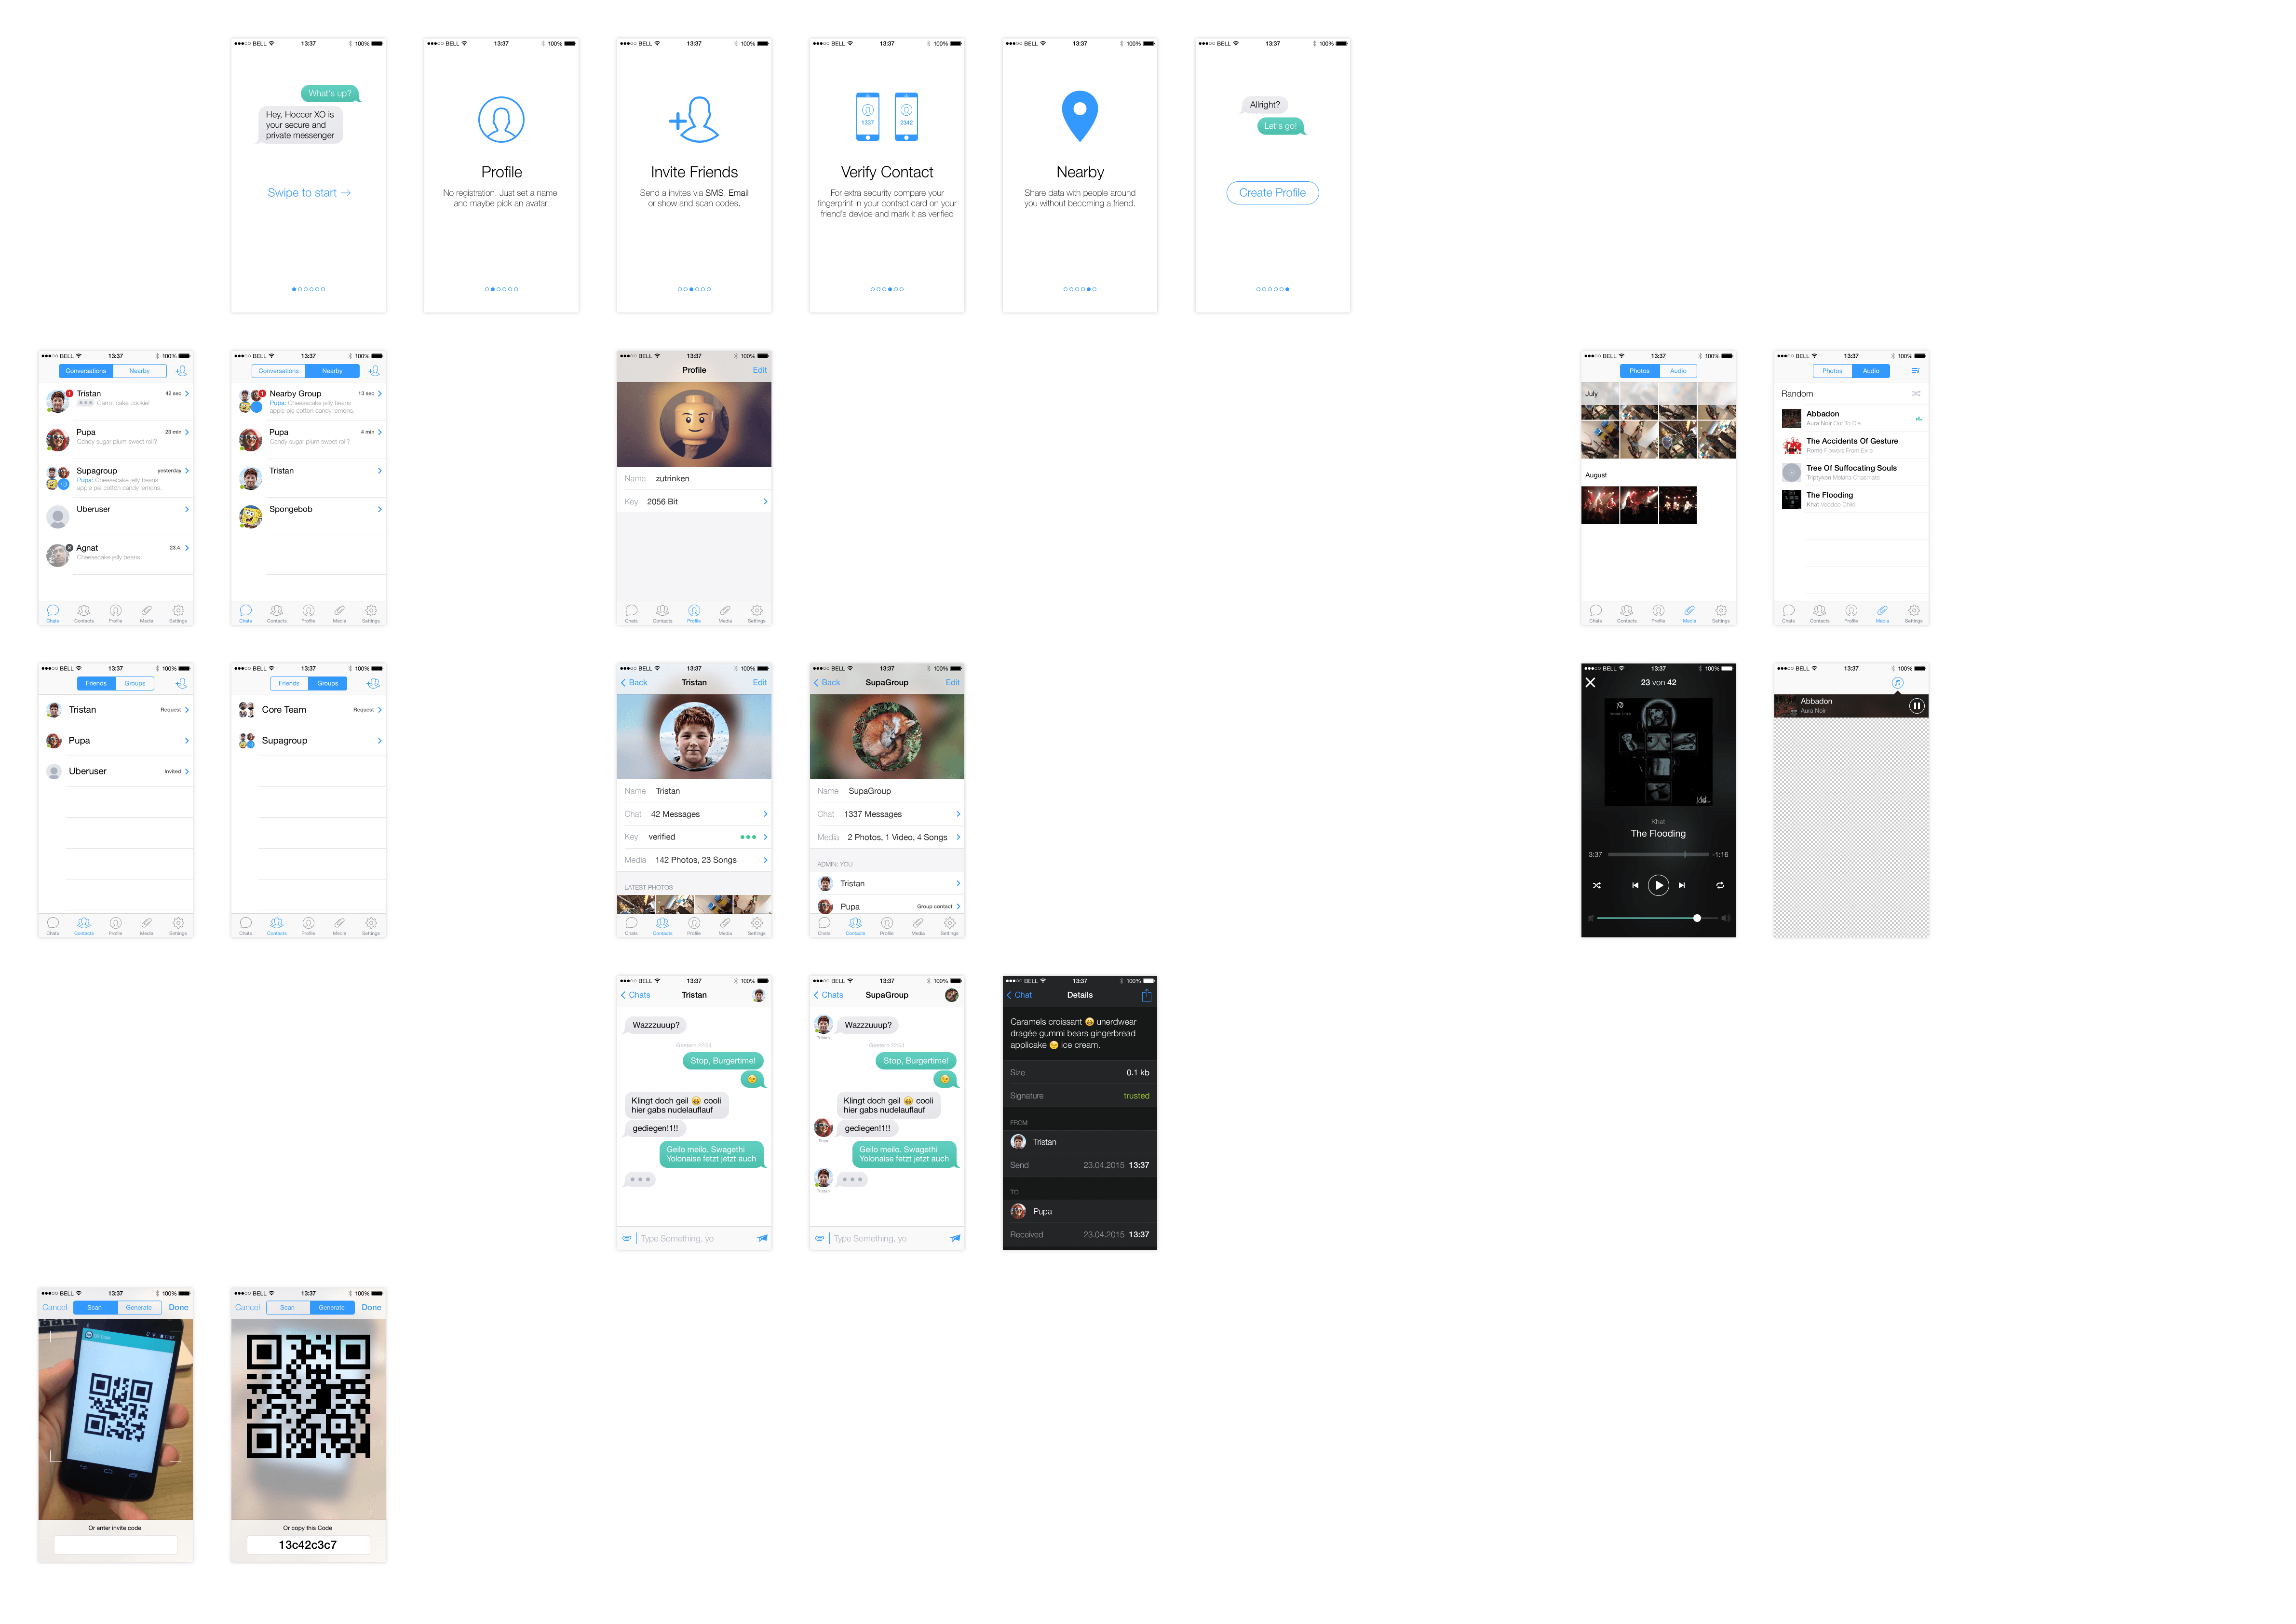 BELL 13:37 100%
What's up?
Hey, Hoccer XO is
your secure and
private messenger
Swipe to start →
BELL 13:37 100%
Profile
No registration. Just set a name
and maybe pick an avatar.
BELL 13:37 100%
Invite Friends
Send a invites via SMS, Email
or show and scan codes.
BELL 13:37 100%
1337 2342
Verify Contact
For extra security compare your
fingerprint in your contact card on your
friend's device and mark it as verified
BELL 13:37 100%
Nearby
Share data with people around
you without becoming a friend.
BELL 13:37 100%
Allright?
Let's go!
Create Profile
BELL 13:37 100%
Conversations Nearby
Tristan 42 sec
Carrot cake cookie!
Pupa 23 min
Candy sugar plum sweet roll?
Supagroup yesterday
Pupa: Cheesecake jelly beans
apple pie cotton candy lemons.
Uberuser
Agnat 23.4.
Cheesecake jelly beans.
Chats Contacts Profile Media Settings
BELL 13:37 100%
Conversations Nearby
Nearby Group 13 sec
Pupa: Cheesecake jelly beans
apple pie cotton candy lemons.
Pupa 4 min
Candy sugar plum sweet roll?
Tristan
Spongebob
Chats Contacts Profile Media Settings
BELL 13:37 100%
Profile Edit
Name zutrinken
Key 2056 Bit
Chats Contacts Profile Media Settings
BELL 13:37 100%
Photos Audio
July
August
Chats Contacts Profile Media Settings
BELL 13:37 100%
Photos Audio
Random
Abbadon
Aura Noir Out To Die
The Accidents Of Gesture
Rome Flowers From Exile
Tree Of Suffocating Souls
Triptykon Melana Chasmate
The Flooding
Khat Voodoo Child
Chats Contacts Profile Media Settings
BELL 13:37 100%
Friends Groups
Tristan Request
Pupa
Uberuser Invited
Chats Contacts Profile Media Settings
BELL 13:37 100%
Friends Groups
Core Team Request
Supagroup
Chats Contacts Profile Media Settings
BELL 13:37 100%
Back Tristan Edit
Name Tristan
Chat 42 Messages
Key verified
Media 142 Photos, 23 Songs
LATEST PHOTOS
Chats Contacts Profile Media Settings
BELL 13:37 100%
Back SupaGroup Edit
Name SupaGroup
Chat 1337 Messages
Media 2 Photos, 1 Video, 4 Songs
ADMIN: YOU
Tristan
Pupa Group contact
Chats Contacts Profile Media Settings
BELL 13:37 100%
23 von 42
Khat
The Flooding
3:37 -1:16
BELL 13:37 100%
Abbadon
Aura Noir
BELL 13:37 100%
Chats Tristan
Wazzzuuup?
Gestern 22:54
Stop, Burgertime!
Klingt doch geil 😄 cooli
hier gabs nudelauflauf
gediegen!1!!
Geilo mello. Swagethi
Yolonaise fetzt jetzt auch
Type Something, yo
BELL 13:37 100%
Chats SupaGroup
Wazzzuuup?
Tristan
Gestern 22:54
Stop, Burgertime!
Klingt doch geil 😄 cooli
hier gabs nudelauflauf
gediegen!1!!
Pupa
Geilo mello. Swagethi
Yolonaise fetzt jetzt auch
Tristan
Type Something, yo
BELL 13:37 100%
Chat Details
Caramels croissant 😄 unerdwear
dragée gummi bears gingerbread
applicake 😉 ice cream.
Size 0.1 kb
Signature trusted
FROM
Tristan
Send 23.04.2015 13:37
TO
Pupa
Received 23.04.2015 13:37
BELL 13:37 100%
Cancel Scan Generate Done
QR-Code
Or enter invite code
BELL 13:37 100%
Cancel Scan Generate Done
Or copy this Code
13c42c3c7